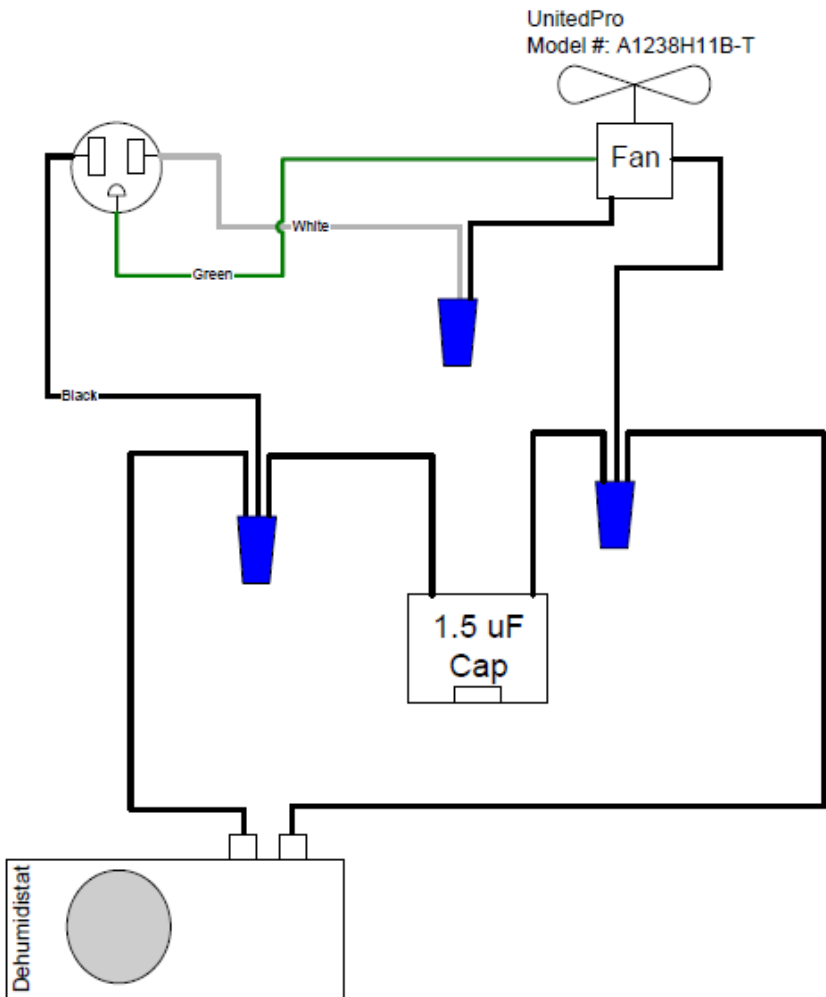 UnitedPro
Model #: A1238H11B-T
Fan
White
Green
Black
1.5 uF
Cap
Dehumidistat